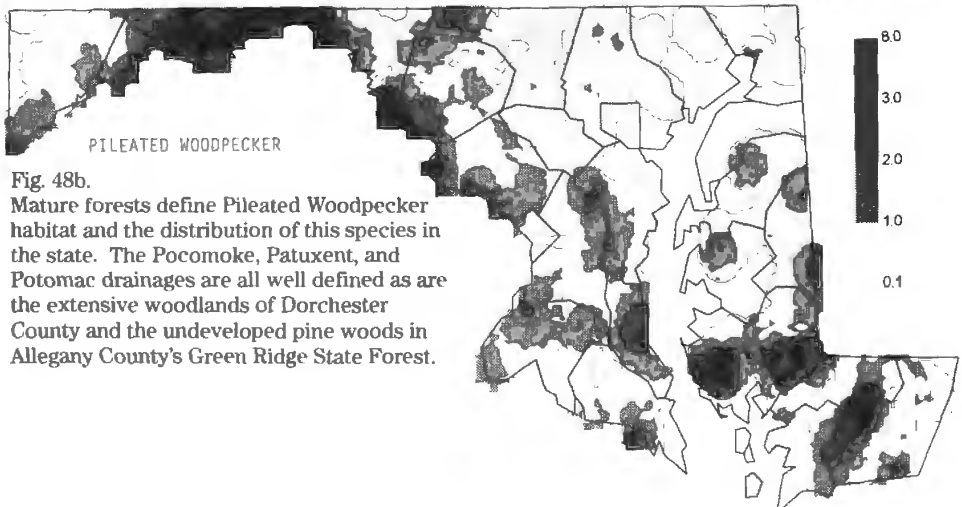 PILEATED WOODPECKER
Fig. 48b.
Mature forests define Pileated Woodpecker
habitat and the distribution of this species in
the state. The Pocomoke, Patuxent, and
Potomac drainages are all well defined as are
the extensive woodlands of Dorchester
County and the undeveloped pine woods in
Allegany County's Green Ridge State Forest.
8.0
3.0
2.0
1.0
0.1